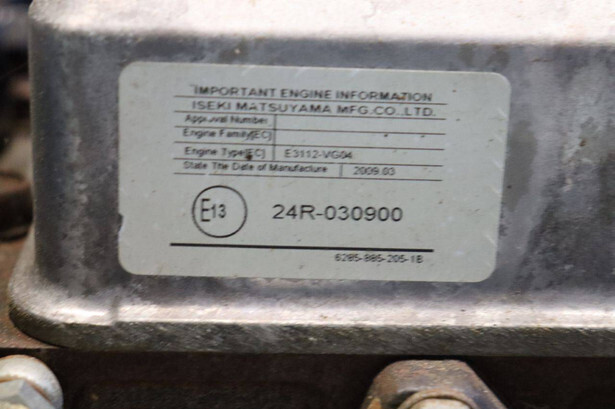 IMPORTANT ENGINE INFORMATION
ISEKI MATSUYAMA MFG.CO.,LTD.
Approval Number
Engine Family[EC]
Engine Type[EC] E3112-VG04
State The Date of Manufacture 2009.03
E13 24R-030900
6285-885-205-1B